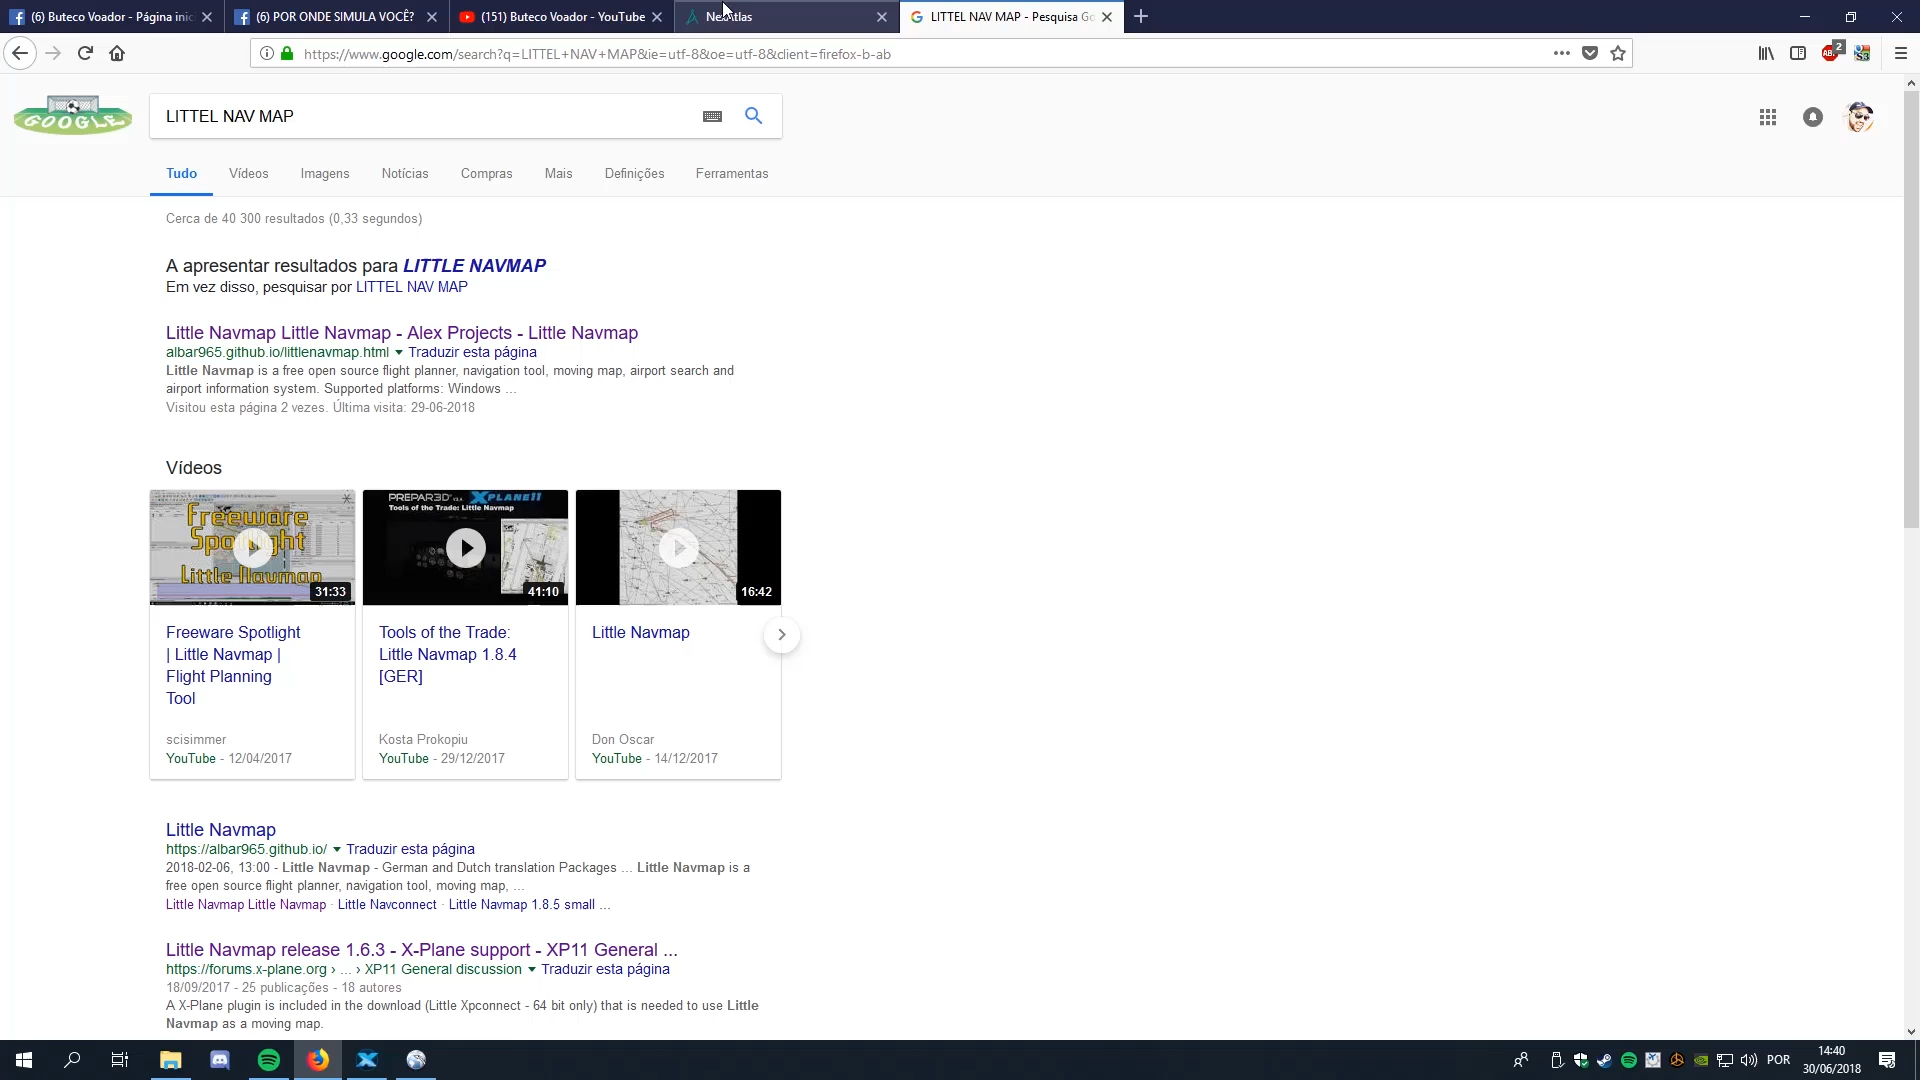 (6) Buteco Voador - Página inic
(6) POR ONDE SIMULA VOCÊ?
(151) Buteco Voador - YouTube
LITTEL NAV MAP - Pesquisa Go
https://www.google.com/search?q=LITTEL+NAV+MAP&ie=utf-8&oe=utf-8&client=firefox-b-ab
2
GOOGLE
LITTEL NAV MAP
Tudo
Vídeos
Imagens
Notícias
Compras
Mais
Definições
Ferramentas
Cerca de 40 300 resultados (0,33 segundos)
A apresentar resultados para LITTLE NAVMAP
Em vez disso, pesquisar por LITTEL NAV MAP
Little Navmap Little Navmap - Alex Projects - Little Navmap
albar965.github.io/littlenavmap.html ▾ Traduzir esta página
Little Navmap is a free open source flight planner, navigation tool, moving map, airport search and
airport information system. Supported platforms: Windows ...
Visitou esta página 2 vezes. Última visita: 29-06-2018
Vídeos
Freeware
Spotlight
Little Navmap
31:33
PREPAR3D XPLANE11
Tools of the Trade: Little Navmap
41:10
16:42
Freeware Spotlight
| Little Navmap |
Flight Planning
Tool
scisimmer
YouTube - 12/04/2017
Tools of the Trade:
Little Navmap 1.8.4
[GER]
Kosta Prokopiu
YouTube - 29/12/2017
Little Navmap
Don Oscar
YouTube - 14/12/2017
Little Navmap
https://albar965.github.io/ ▾ Traduzir esta página
2018-02-06, 13:00 - Little Navmap - German and Dutch translation Packages ... Little Navmap is a
free open source flight planner, navigation tool, moving map, ...
Little Navmap Little Navmap · Little Navconnect · Little Navmap 1.8.5 small ...
Little Navmap release 1.6.3 - X-Plane support - XP11 General ...
https://forums.x-plane.org › ... › XP11 General discussion ▾ Traduzir esta página
18/09/2017 - 25 publicações - 18 autores
A X-Plane plugin is included in the download (Little Xpconnect - 64 bit only) that is needed to use Little
Navmap as a moving map.
POR
14:40
30/06/2018